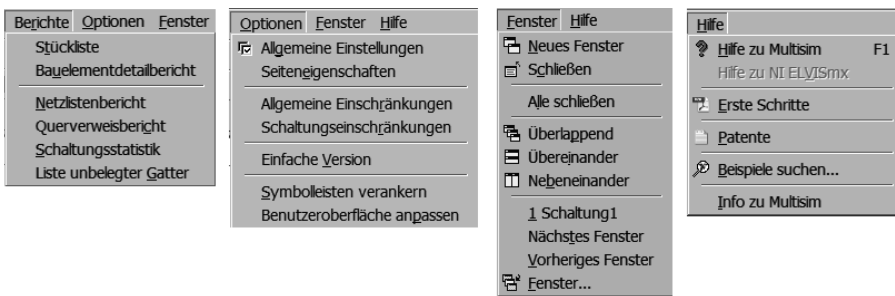 Berichte Optionen Fenster
Stückliste
Bauelementdetailbericht
Netzlistenbericht
Querverweisbericht
Schaltungsstatistik
Liste unbelegter Gatter
Optionen Fenster Hilfe
Allgemeine Einstellungen
Seiteneigenschaften
Allgemeine Einschränkungen
Schaltungseinschränkungen
Einfache Version
Symbolleisten verankern
Benutzeroberfläche anpassen
Fenster Hilfe
Neues Fenster
Schließen
Alle schließen
Überlappend
Übereinander
Nebeneinander
1 Schaltung1
Nächstes Fenster
Vorheriges Fenster
Fenster...
Hilfe
Hilfe zu Multisim F1
Hilfe zu NI ELVISmx
Erste Schritte
Patente
Beispiele suchen...
Info zu Multisim